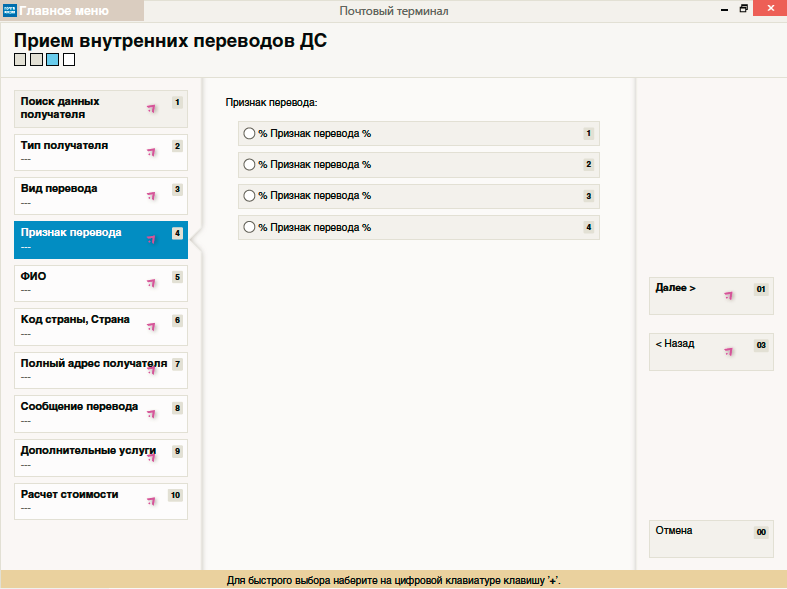 Главное меню
Почтовый терминал
Прием внутренних переводов ДС
Поиск данных
получателя
1
Тип получателя
2
---
Вид перевода
3
---
Признак перевода
4
---
ФИО
5
---
Код страны, Страна
6
---
Полный адрес получателя
7
---
Сообщение перевода
8
---
Дополнительные услуги
9
---
Расчет стоимости
10
---
Признак перевода:
% Признак перевода %
1
% Признак перевода %
2
% Признак перевода %
3
% Признак перевода %
4
Далее >
01
< Назад
03
Отмена
00
Для быстрого выбора наберите на цифровой клавиатуре клавишу '+'.